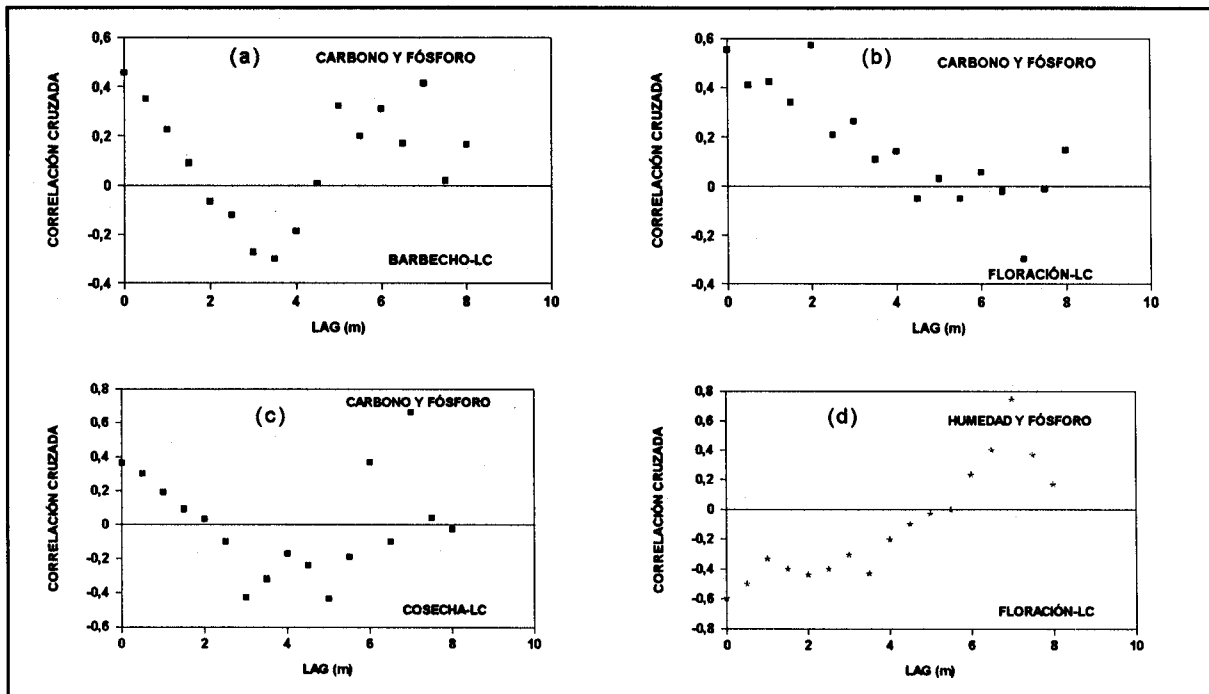 (a)
CARBONO Y FÓSFORO
CORRELACIÓN CRUZADA
0,6
0,4
0,2
0
-0,2
-0,4
BARBECHO-LC
0 2 4 6 8 10
LAG (m)
(b)
CARBONO Y FÓSFORO
CORRELACIÓN CRUZADA
0,6
0,4
0,2
0
-0,2
-0,4
FLORACIÓN-LC
0 2 4 6 8 10
LAG (m)
(c)
CARBONO Y FÓSFORO
CORRELACIÓN CRUZADA
0,8
0,6
0,4
0,2
0
-0,2
-0,4
-0,6
COSECHA-LC
0 2 4 6 8 10
LAG (m)
(d)
HUMEDAD Y FÓSFORO
CORRELACIÓN CRUZADA
0,8
0,6
0,4
0,2
0
-0,2
-0,4
-0,6
-0,8
FLORACIÓN-LC
0 2 4 6 8 10
LAG (m)